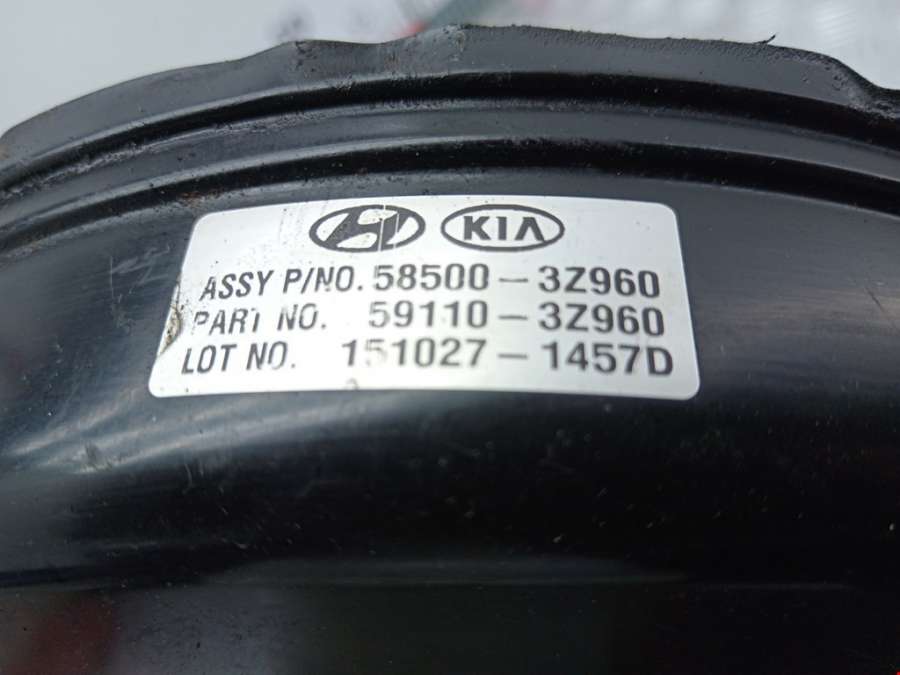 KIA
ASSY P/NO. 58500-3Z960
PART NO. 59110-3Z960
LOT NO. 151027-1457D